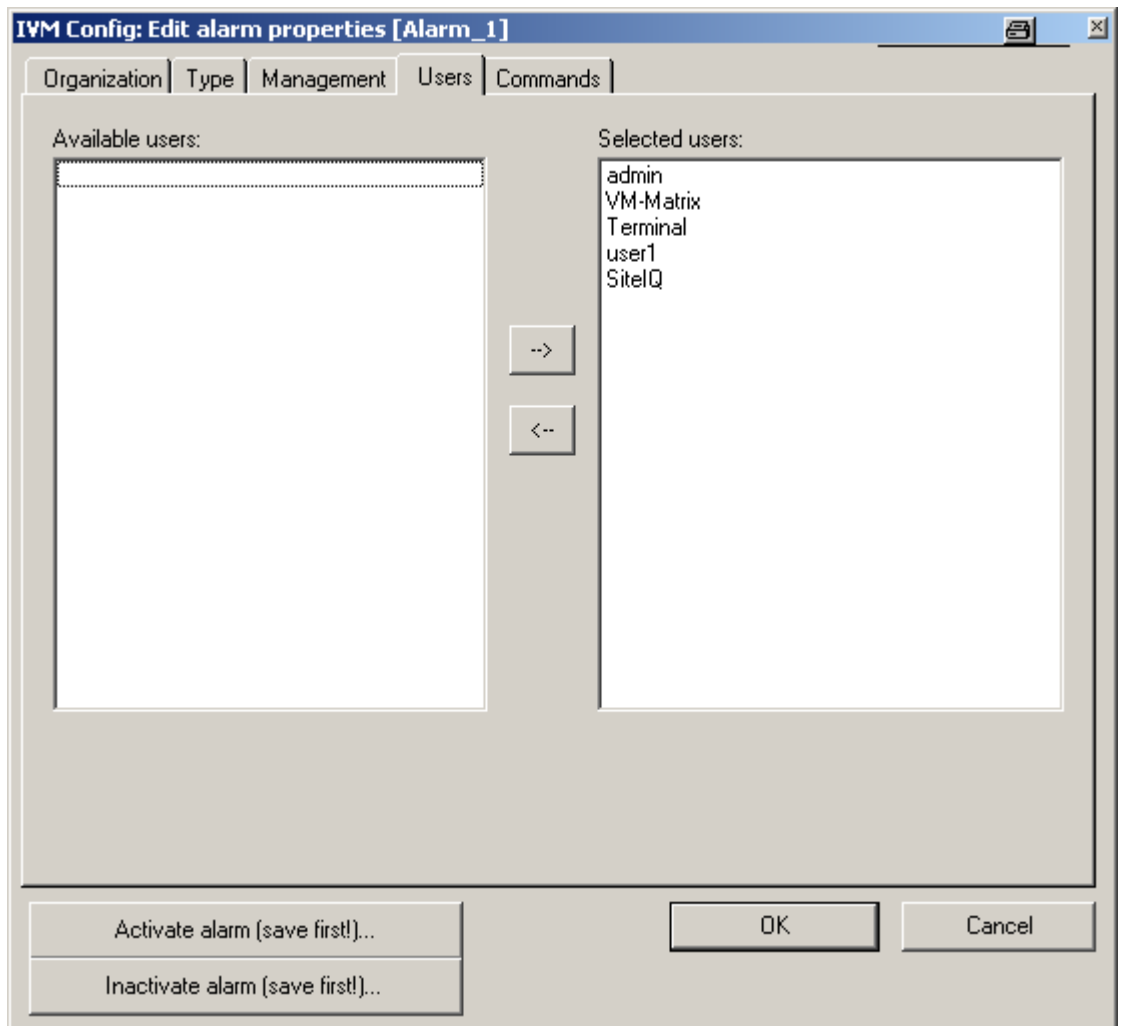 IVM Config: Edit alarm properties [Alarm_1]
Organization Type Management Users Commands
Available users:
Selected users:
admin
VM-Matrix
Terminal
user1
SiteIQ
-->
<--
Activate alarm (save first!)...
OK
Cancel
Inactivate alarm (save first!)...